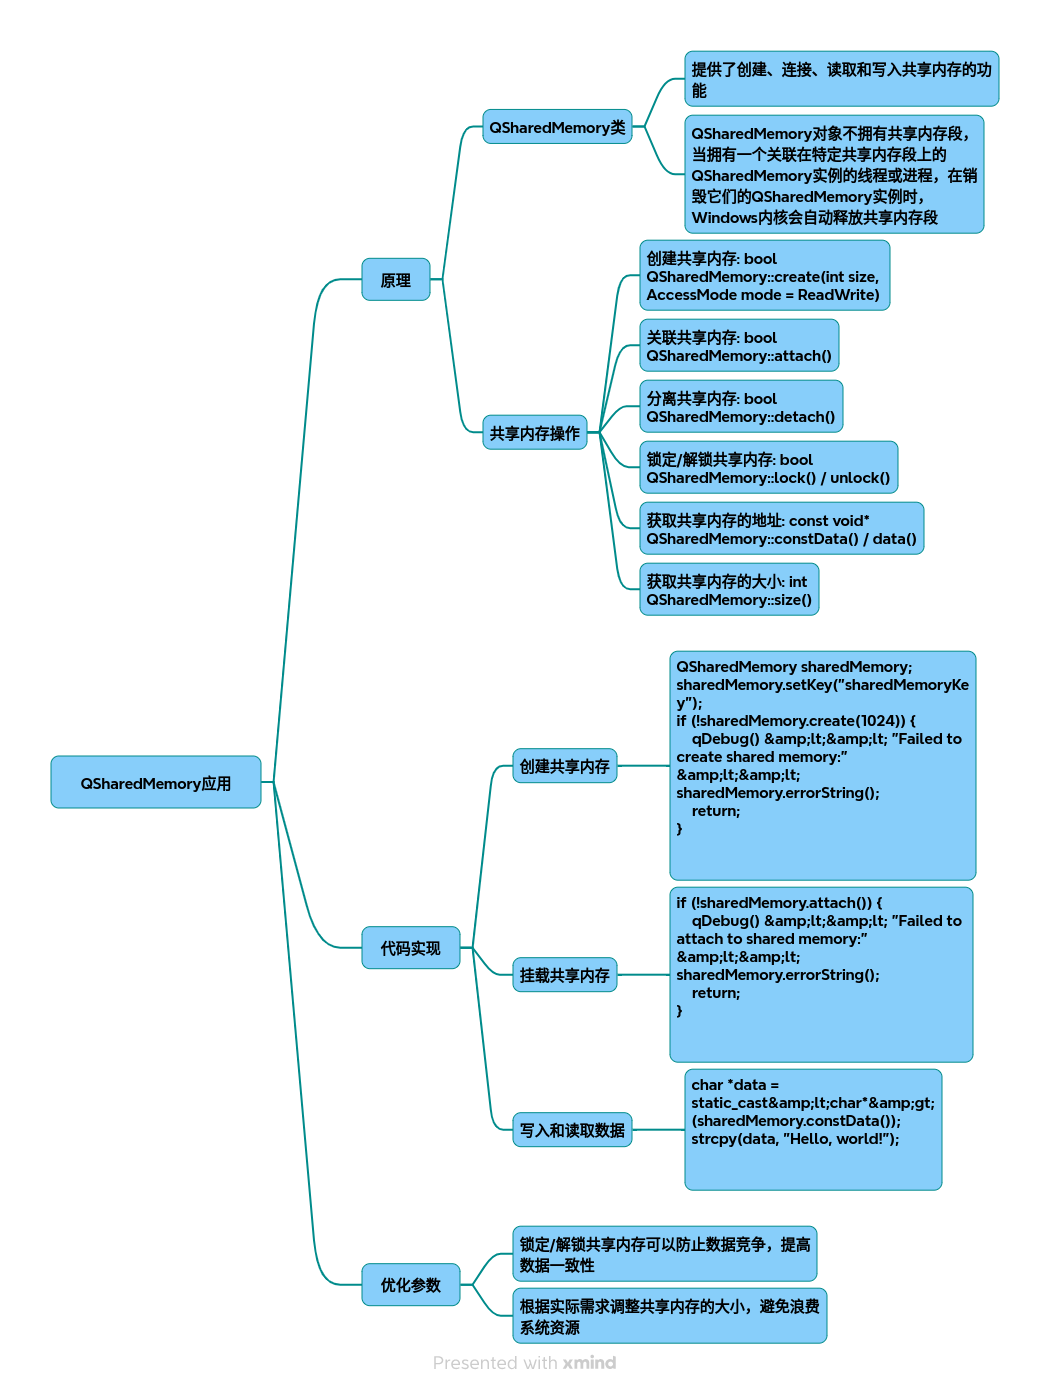 QSharedMemory应用
原理
QSharedMemory类
提供了创建、连接、读取和写入共享内存的功
能
QSharedMemory对象不拥有共享内存段，
当拥有一个关联在特定共享内存段上的
QSharedMemory实例的线程或进程，在销
毁它们的QSharedMemory实例时，
Windows内核会自动释放共享内存段
共享内存操作
创建共享内存: bool
QSharedMemory::create(int size,
AccessMode mode = ReadWrite)
关联共享内存: bool
QSharedMemory::attach()
分离共享内存: bool
QSharedMemory::detach()
锁定/解锁共享内存: bool
QSharedMemory::lock() / unlock()
获取共享内存的地址: const void*
QSharedMemory::constData() / data()
获取共享内存的大小: int
QSharedMemory::size()
代码实现
创建共享内存
QSharedMemory sharedMemory;
sharedMemory.setKey("sharedMemoryKe
y");
if (!sharedMemory.create(1024)) {
    qDebug() &amp;lt;&amp;lt; "Failed to
create shared memory:"
&amp;lt;&amp;lt;
sharedMemory.errorString();
    return;
}
挂载共享内存
if (!sharedMemory.attach()) {
    qDebug() &amp;lt;&amp;lt; "Failed to
attach to shared memory:"
&amp;lt;&amp;lt;
sharedMemory.errorString();
    return;
}
写入和读取数据
char *data =
static_cast&amp;lt;char*&amp;gt;
(sharedMemory.constData());
strcpy(data, "Hello, world!");
优化参数
锁定/解锁共享内存可以防止数据竞争，提高
数据一致性
根据实际需求调整共享内存的大小，避免浪费
系统资源
Presented with xmind